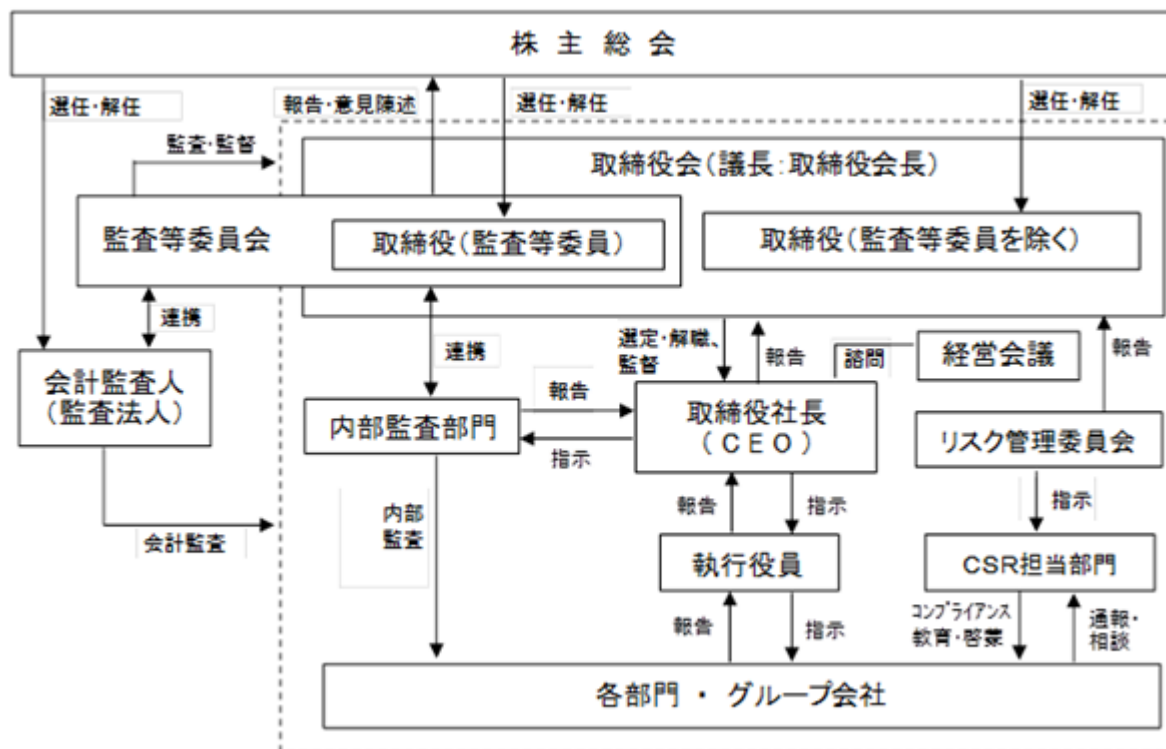 株 主 総 会
選任・解任
報告・意見陳述
選任・解任
選任・解任
監査・監督
取締役会(議長:取締役会長)
監査等委員会
取締役(監査等委員)
取締役(監査等委員を除く)
連携
連携
選定・解職、
監督
報告
諮問
経営会議
報告
会計監査人
(監査法人)
内部監査部門
報告
指示
取締役社長
(CEO)
リスク管理委員会
内部
監査
報告
指示
指示
会計監査
執行役員
CSR担当部門
報告
指示
コンプライアンス
教育・啓蒙
通報・
相談
各部門 ・ グループ会社